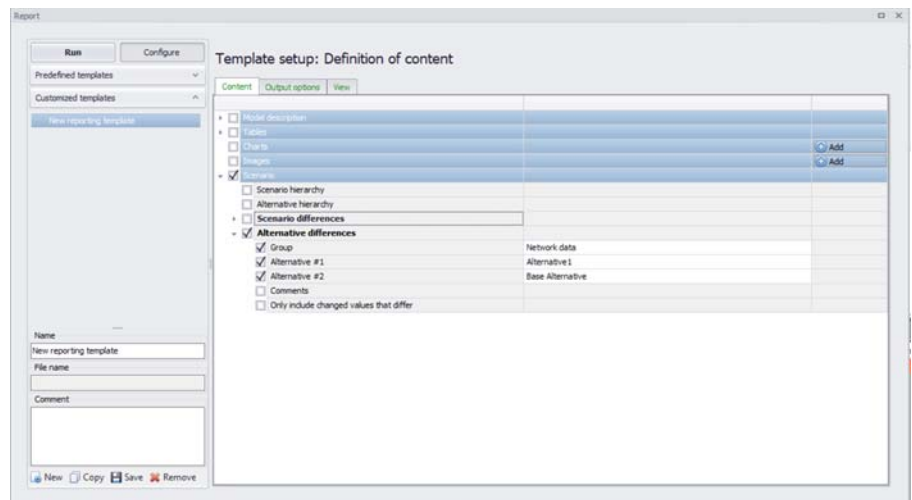 Report
Run Configure
Predefined templates
Customized templates
New reporting template
Name
New reporting template
File name
Comment
New Copy Save Remove
Template setup: Definition of content
Content Output options View
Model description
Tables
Charts Add
Images Add
Scenario
Scenario hierarchy
Alternative hierarchy
Scenario differences
Alternative differences
Group Network data
Alternative #1 Alternative1
Alternative #2 Base Alternative
Comments
Only include changed values that differ